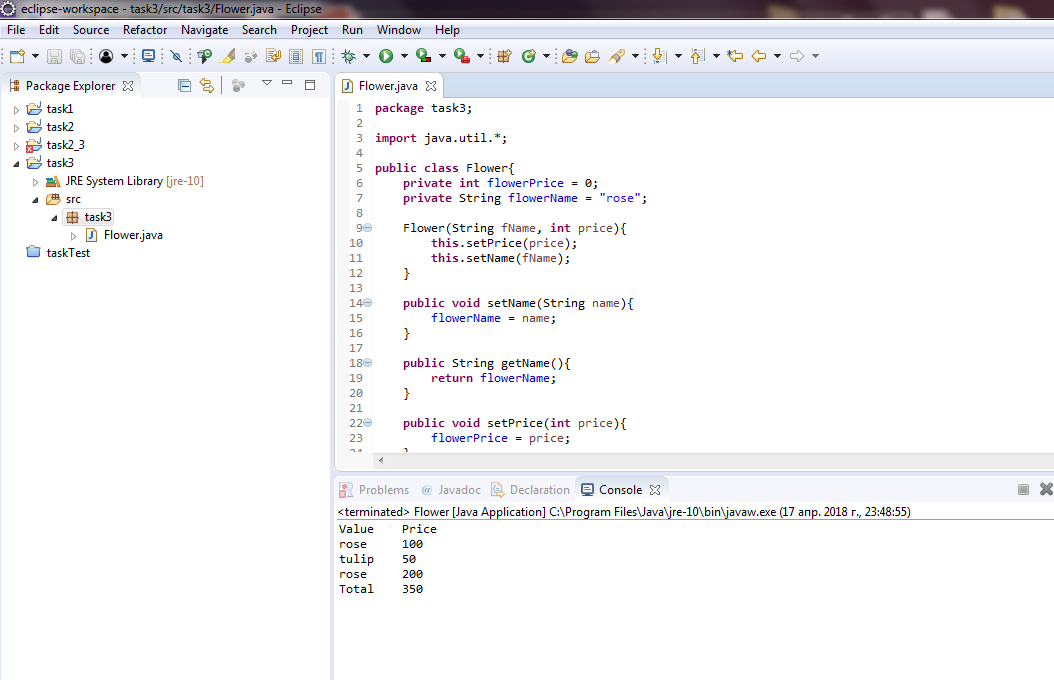 eclipse-workspace - task3/src/task3/Flower.java - Eclipse
File Edit Source Refactor Navigate Search Project Run Window Help
Package Explorer
task1
task2
task2_3
task3
JRE System Library [jre-10]
src
task3
Flower.java
taskTest
Flower.java
1 package task3;
2
3 import java.util.*;
4
5 public class Flower{
6 private int flowerPrice = 0;
7 private String flowerName = "rose";
8
9 Flower(String fName, int price){
10 this.setPrice(price);
11 this.setName(fName);
12 }
13
14 public void setName(String name){
15 flowerName = name;
16 }
17
18 public String getName(){
19 return flowerName;
20 }
21
22 public void setPrice(int price){
23 flowerPrice = price;
Problems @ Javadoc Declaration Console
<terminated> Flower [Java Application] C:\Program Files\Java\jre-10\bin\javaw.exe (17 апр. 2018 г., 23:48:55)
Value Price
rose 100
tulip 50
rose 200
Total 350